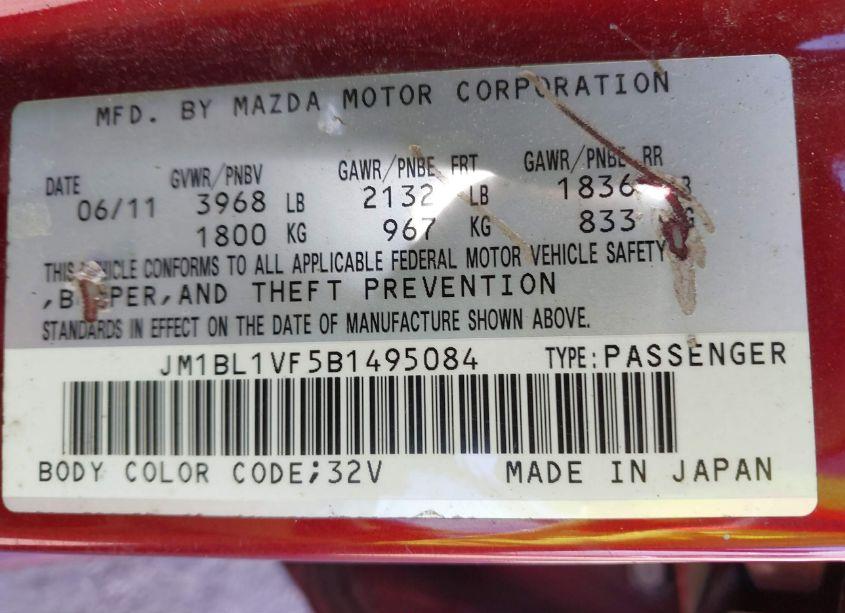 MFD. BY MAZDA MOTOR CORPORATION
DATE GVWR/PNBV GAWR/PNBE FRT GAWR/PNBE RR
06/11 3968 LB 2132 LB 1836
1800 KG 967 KG 833
THIS VEHICLE CONFORMS TO ALL APPLICABLE FEDERAL MOTOR VEHICLE SAFETY
,BUMPER,AND THEFT PREVENTION
STANDARDS IN EFFECT ON THE DATE OF MANUFACTURE SHOWN ABOVE.
JM1BL1VF5B1495084 TYPE:PASSENGER
BODY COLOR CODE;32V MADE IN JAPAN